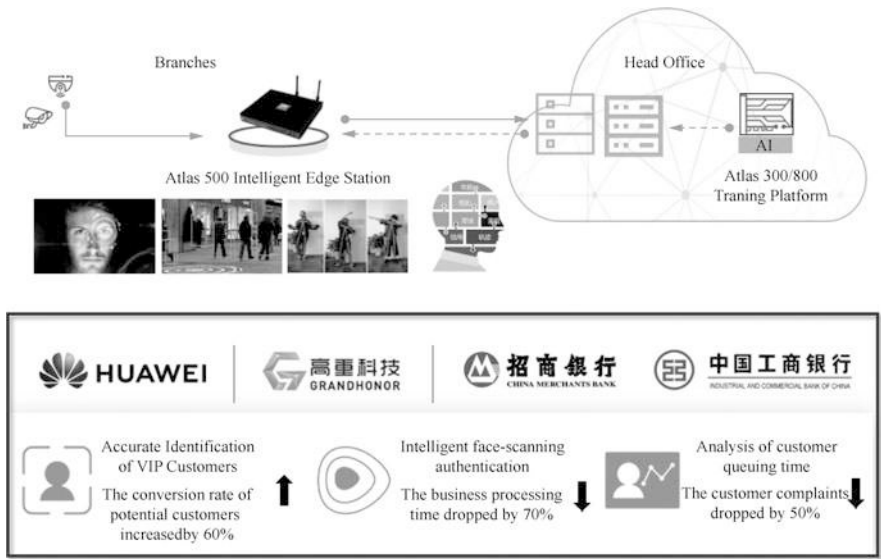 Branches
Head Office
AI
Atlas 500 Intelligent Edge Station
Atlas 300/800
Traning Platform
HUAWEI
高重科技
GRANDHONOR
招商银行
CHINA MERCHANTS BANK
中国工商银行
INDUSTRIAL AND COMMERCIAL BANK OF CHINA
Accurate Identification
of VIP Customers
The conversion rate of
potential customers
increasedby 60%
Intelligent face-scanning
authentication
The business processing
time dropped by 70%
Analysis of customer
queuing time
The customer complaints
dropped by 50%